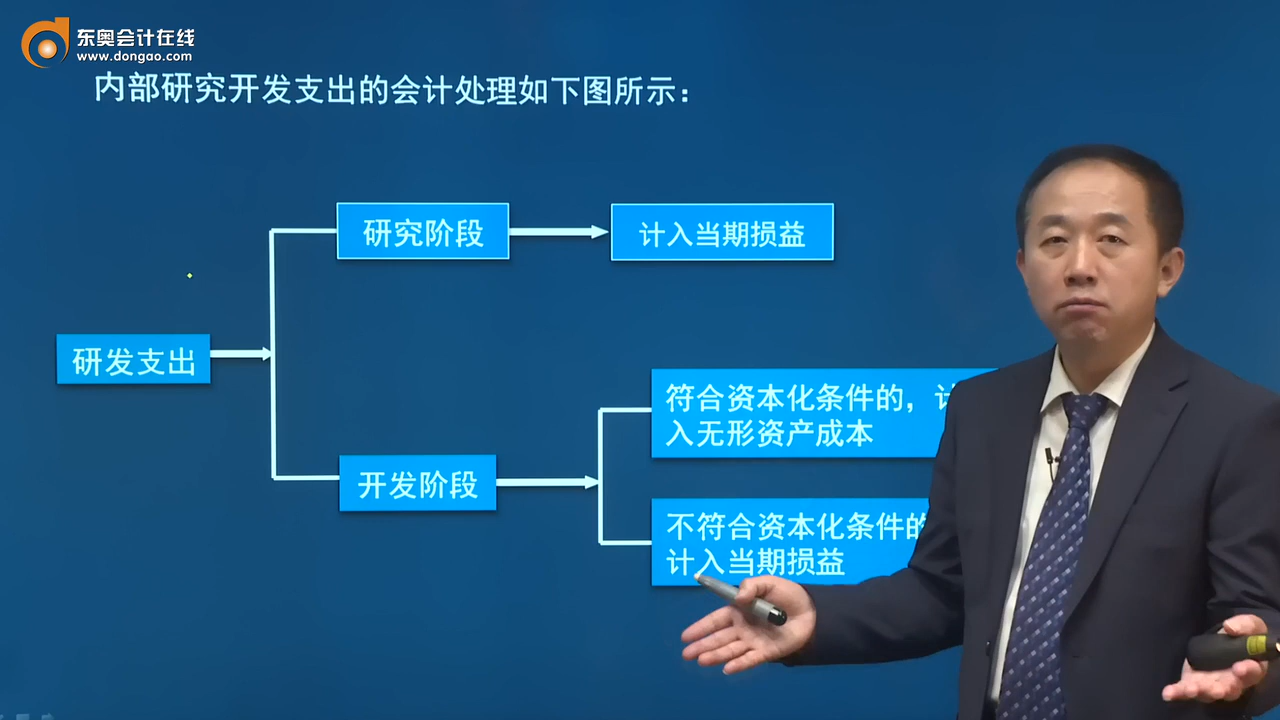 东奥会计在线
www.dongao.com
内部研究开发支出的会计处理如下图所示：
研究阶段
计入当期损益
研发支出
开发阶段
符合资本化条件的，计
入无形资产成本
不符合资本化条件的
计入当期损益